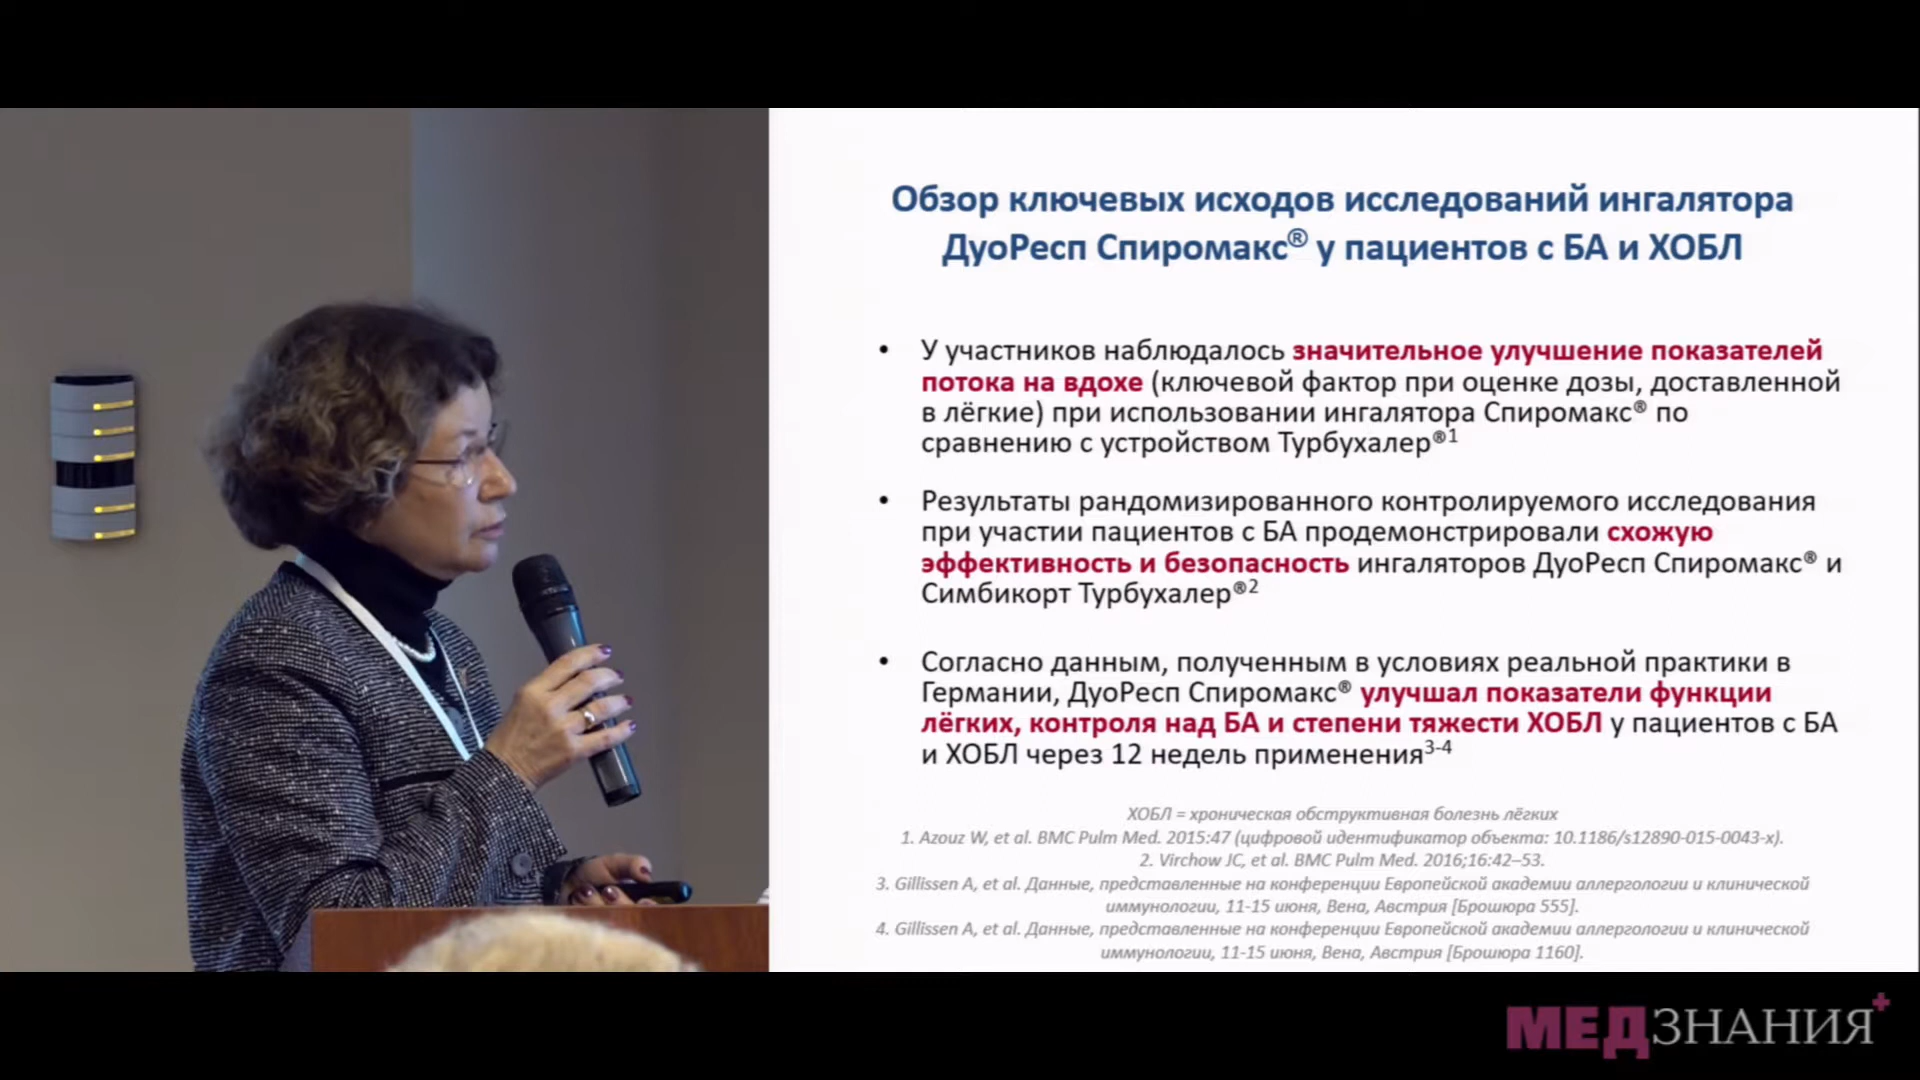 Обзор ключевых исходов исследований ингалятора
ДуоРесп Спиромакс® у пациентов с БА и ХОБЛ
• У участников наблюдалось значительное улучшение показателей
потока на вдохе (ключевой фактор при оценке дозы, доставленной
в лёгкие) при использовании ингалятора Спиромакс® по
сравнению с устройством Турбухалер®1
• Результаты рандомизированного контролируемого исследования
при участии пациентов с БА продемонстрировали схожую
эффективность и безопасность ингаляторов ДуоРесп Спиромакс® и
Симбикорт Турбухалер®2
• Согласно данным, полученным в условиях реальной практики в
Германии, ДуоРесп Спиромакс® улучшал показатели функции
лёгких, контроля над БА и степени тяжести ХОБЛ у пациентов с БА
и ХОБЛ через 12 недель применения3-4
ХОБЛ = хроническая обструктивная болезнь лёгких
1. Azouz W, et al. BMC Pulm Med. 2015:47 (цифровой идентификатор объекта: 10.1186/s12890-015-0043-x).
2. Virchow JC, et al. BMC Pulm Med. 2016;16:42–53.
3. Gillissen A, et al. Данные, представленные на конференции Европейской академии аллергологии и клинической
иммунологии, 11-15 июня, Вена, Австрия [Брошюра 555].
4. Gillissen A, et al. Данные, представленные на конференции Европейской академии аллергологии и клинической
иммунологии, 11-15 июня, Вена, Австрия [Брошюра 1160].
МЕДЗНАНИЯ+